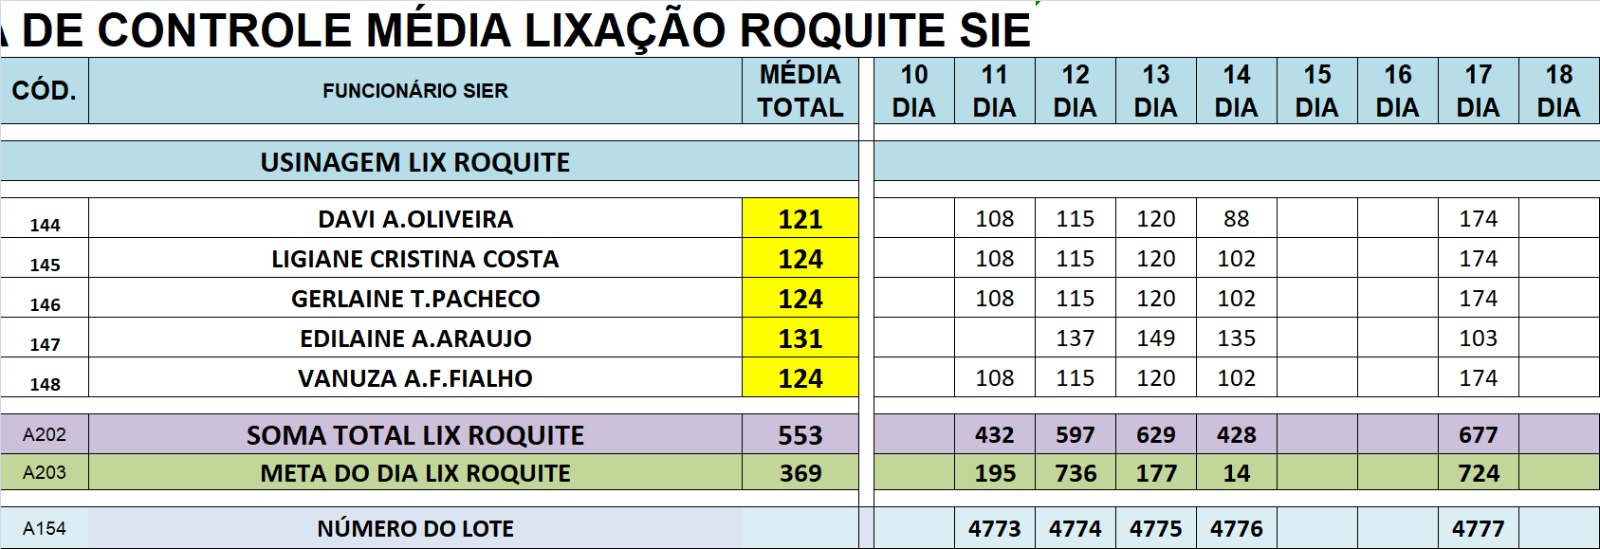 DE CONTROLE MÉDIA LIXAÇÃO ROQUITE SIE
CÓD. FUNCIONÁRIO SIER MÉDIA TOTAL 10 DIA 11 DIA 12 DIA 13 DIA 14 DIA 15 DIA 16 DIA 17 DIA 18 DIA
USINAGEM LIX ROQUITE
144 DAVI A.OLIVEIRA 121 108 115 120 88 174
145 LIGIANE CRISTINA COSTA 124 108 115 120 102 174
146 GERLAINE T.PACHECO 124 108 115 120 102 174
147 EDILAINE A.ARAUJO 131 137 149 135 103
148 VANUZA A.F.FIALHO 124 108 115 120 102 174
A202 SOMA TOTAL LIX ROQUITE 553 432 597 629 428 677
A203 META DO DIA LIX ROQUITE 369 195 736 177 14 724
A154 NÚMERO DO LOTE 4773 4774 4775 4776 4777